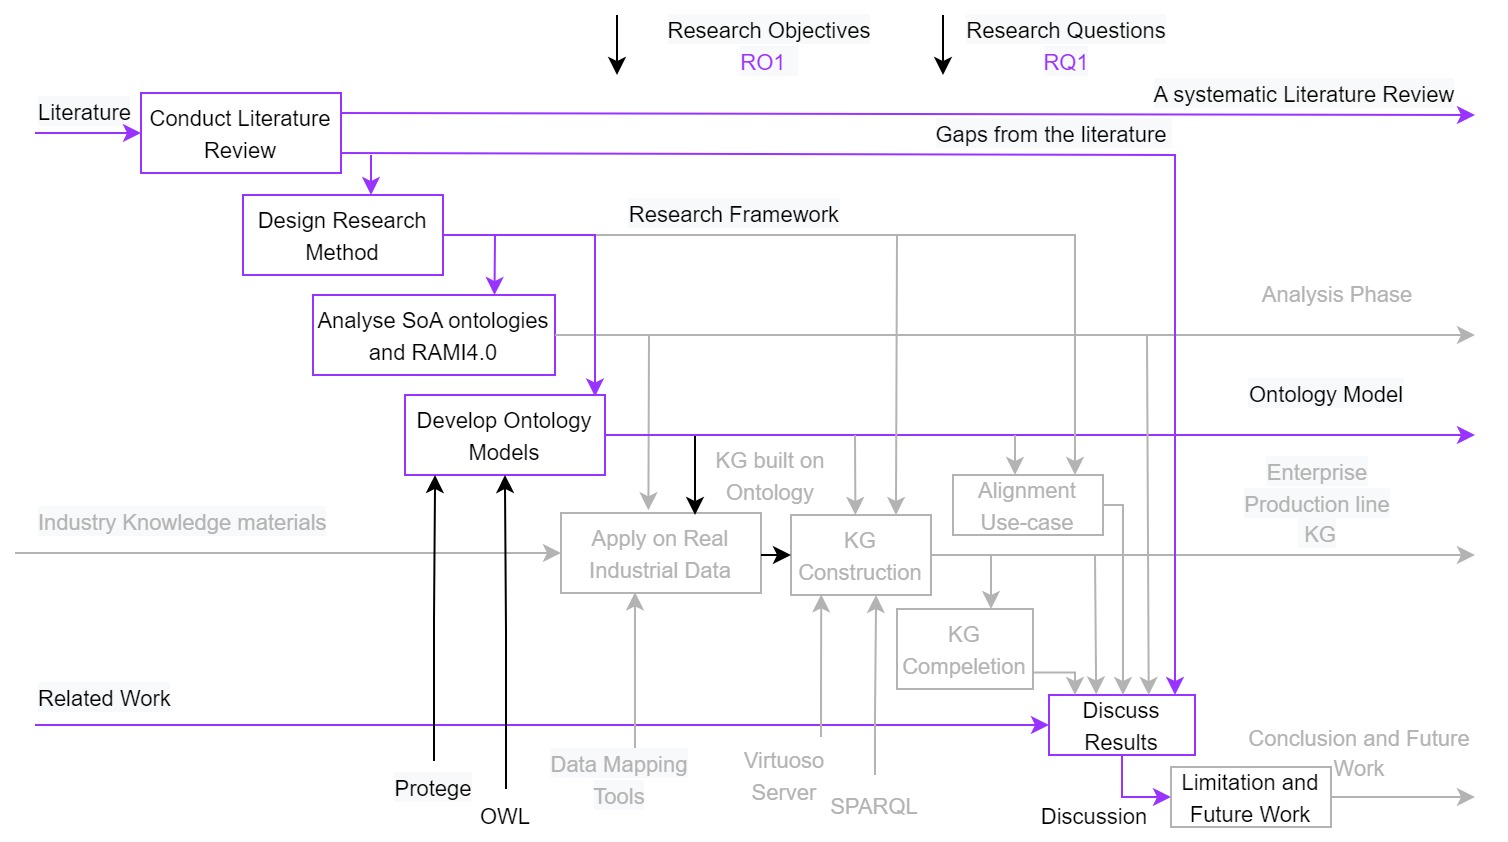 Research Objectives
RO1
Research Questions
RQ1
Literature
Conduct Literature
Review
A systematic Literature Review
Gaps from the literature
Design Research
Method
Research Framework
Analyse SoA ontologies
and RAMI4.0
Analysis Phase
Develop Ontology
Models
Ontology Model
KG built on
Ontology
Alignment
Use-case
Enterprise
Production line
KG
Industry Knowledge materials
Apply on Real
Industrial Data
KG
Construction
KG
Compeletion
Related Work
Discuss
Results
Protege
OWL
Data Mapping
Tools
Virtuoso
Server
SPARQL
Conclusion and Future
Work
Limitation and
Future Work
Discussion